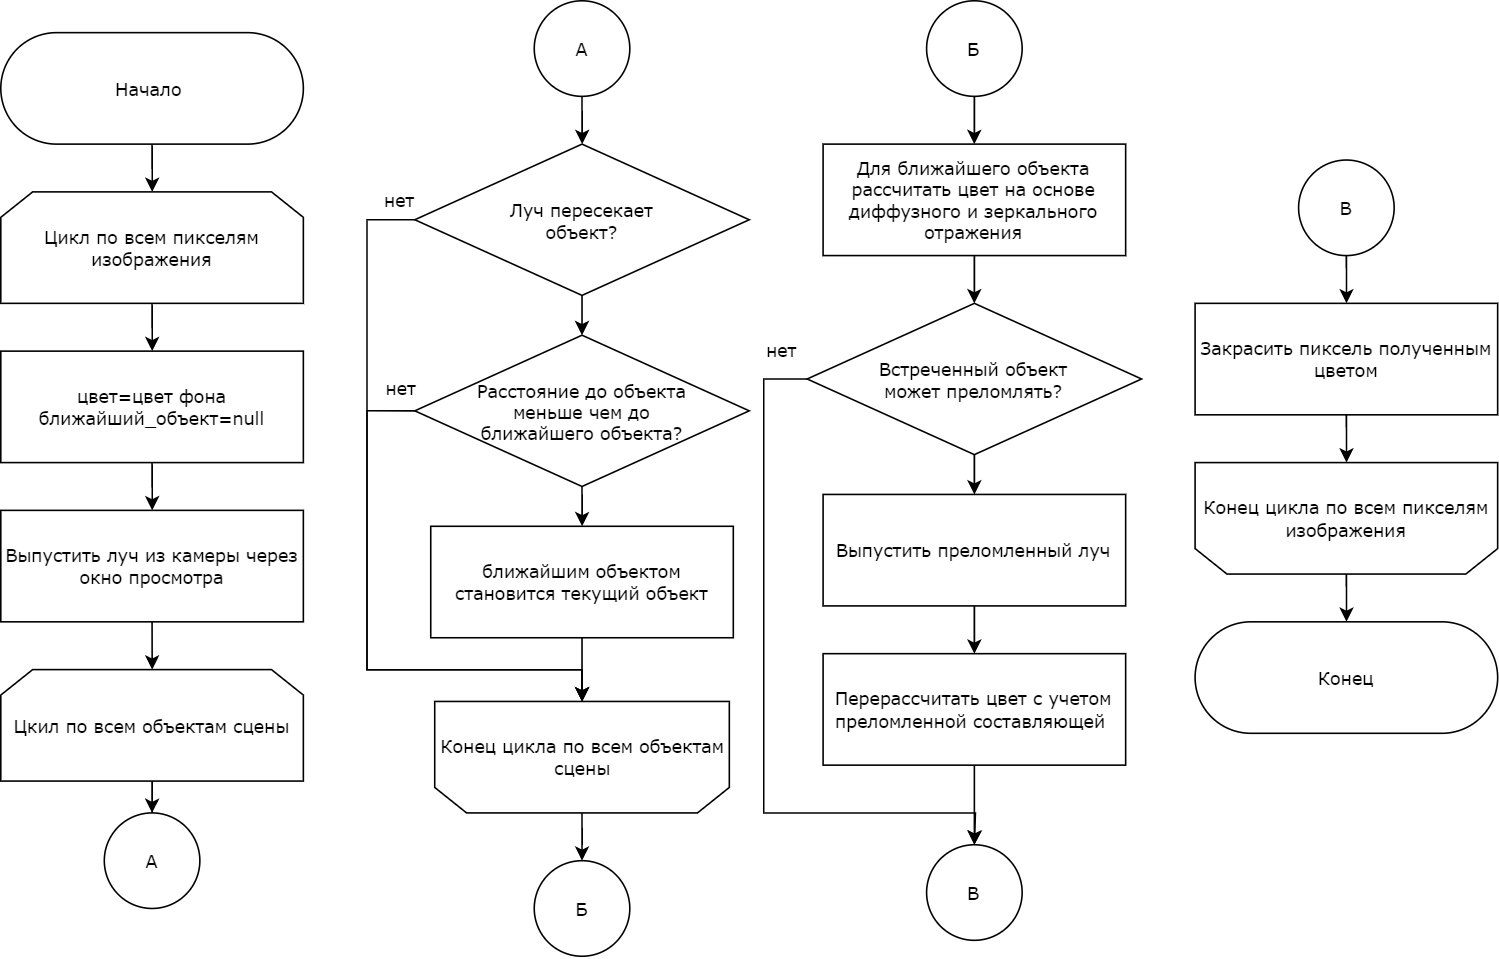 Начало
Цикл по всем пикселям
изображения
цвет=цвет фона
ближайший_объект=null
Выпустить луч из камеры через
окно просмотра
Цкил по всем объектам сцены
А
А
Луч пересекает
объект?
нет
Расстояние до объекта
меньше чем до
ближайшего объекта?
нет
ближайшим объектом
становится текущий объект
Конец цикла по всем объектам
сцены
Б
Б
Для ближайшего объекта
рассчитать цвет на основе
диффузного и зеркального
отражения
Встреченный объект
может преломлять?
нет
Выпустить преломленный луч
Перерассчитать цвет с учетом
преломленной составляющей
В
В
Закрасить пиксель полученным
цветом
Конец цикла по всем пикселям
изображения
Конец